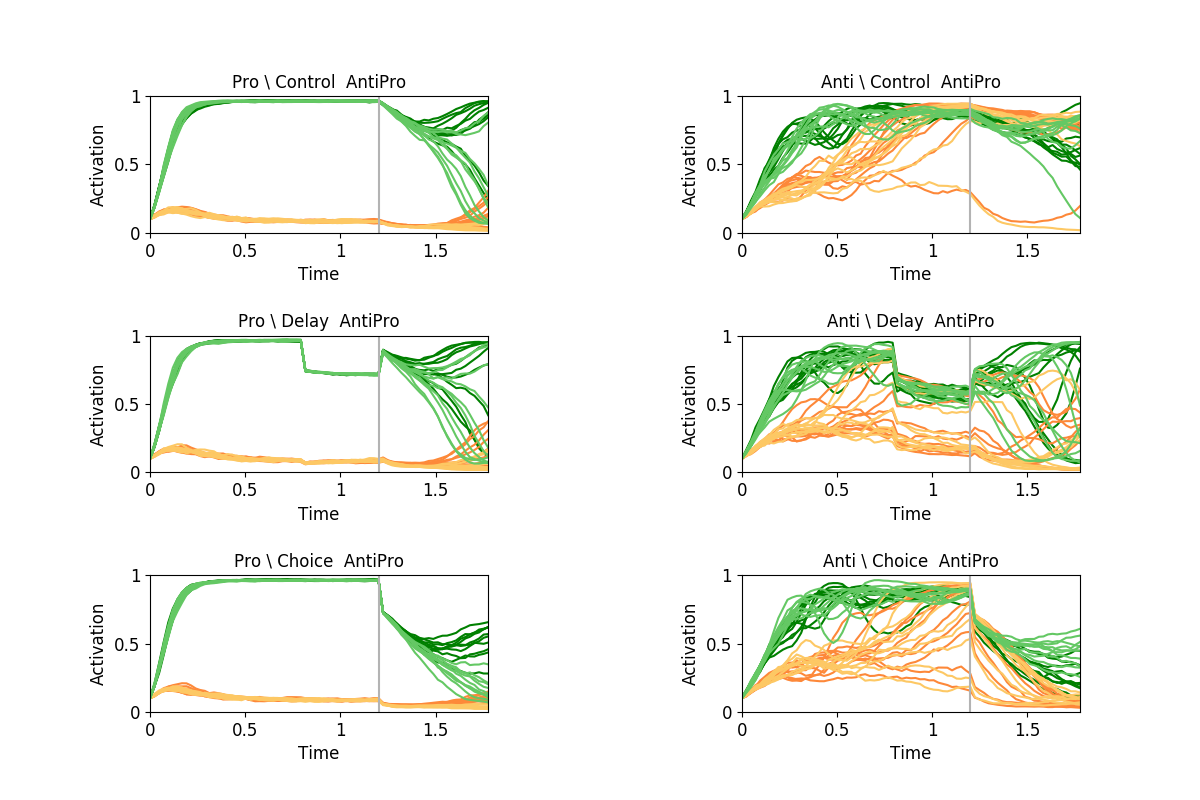 Pro \ Control  AntiPro
1
0.5
0
Activation
0 0.5 1 1.5
Time
Anti \ Control  AntiPro
1
0.5
0
Activation
0 0.5 1 1.5
Time
Pro \ Delay  AntiPro
1
0.5
0
Activation
0 0.5 1 1.5
Time
Anti \ Delay  AntiPro
1
0.5
0
Activation
0 0.5 1 1.5
Time
Pro \ Choice  AntiPro
1
0.5
0
Activation
0 0.5 1 1.5
Time
Anti \ Choice  AntiPro
1
0.5
0
Activation
0 0.5 1 1.5
Time